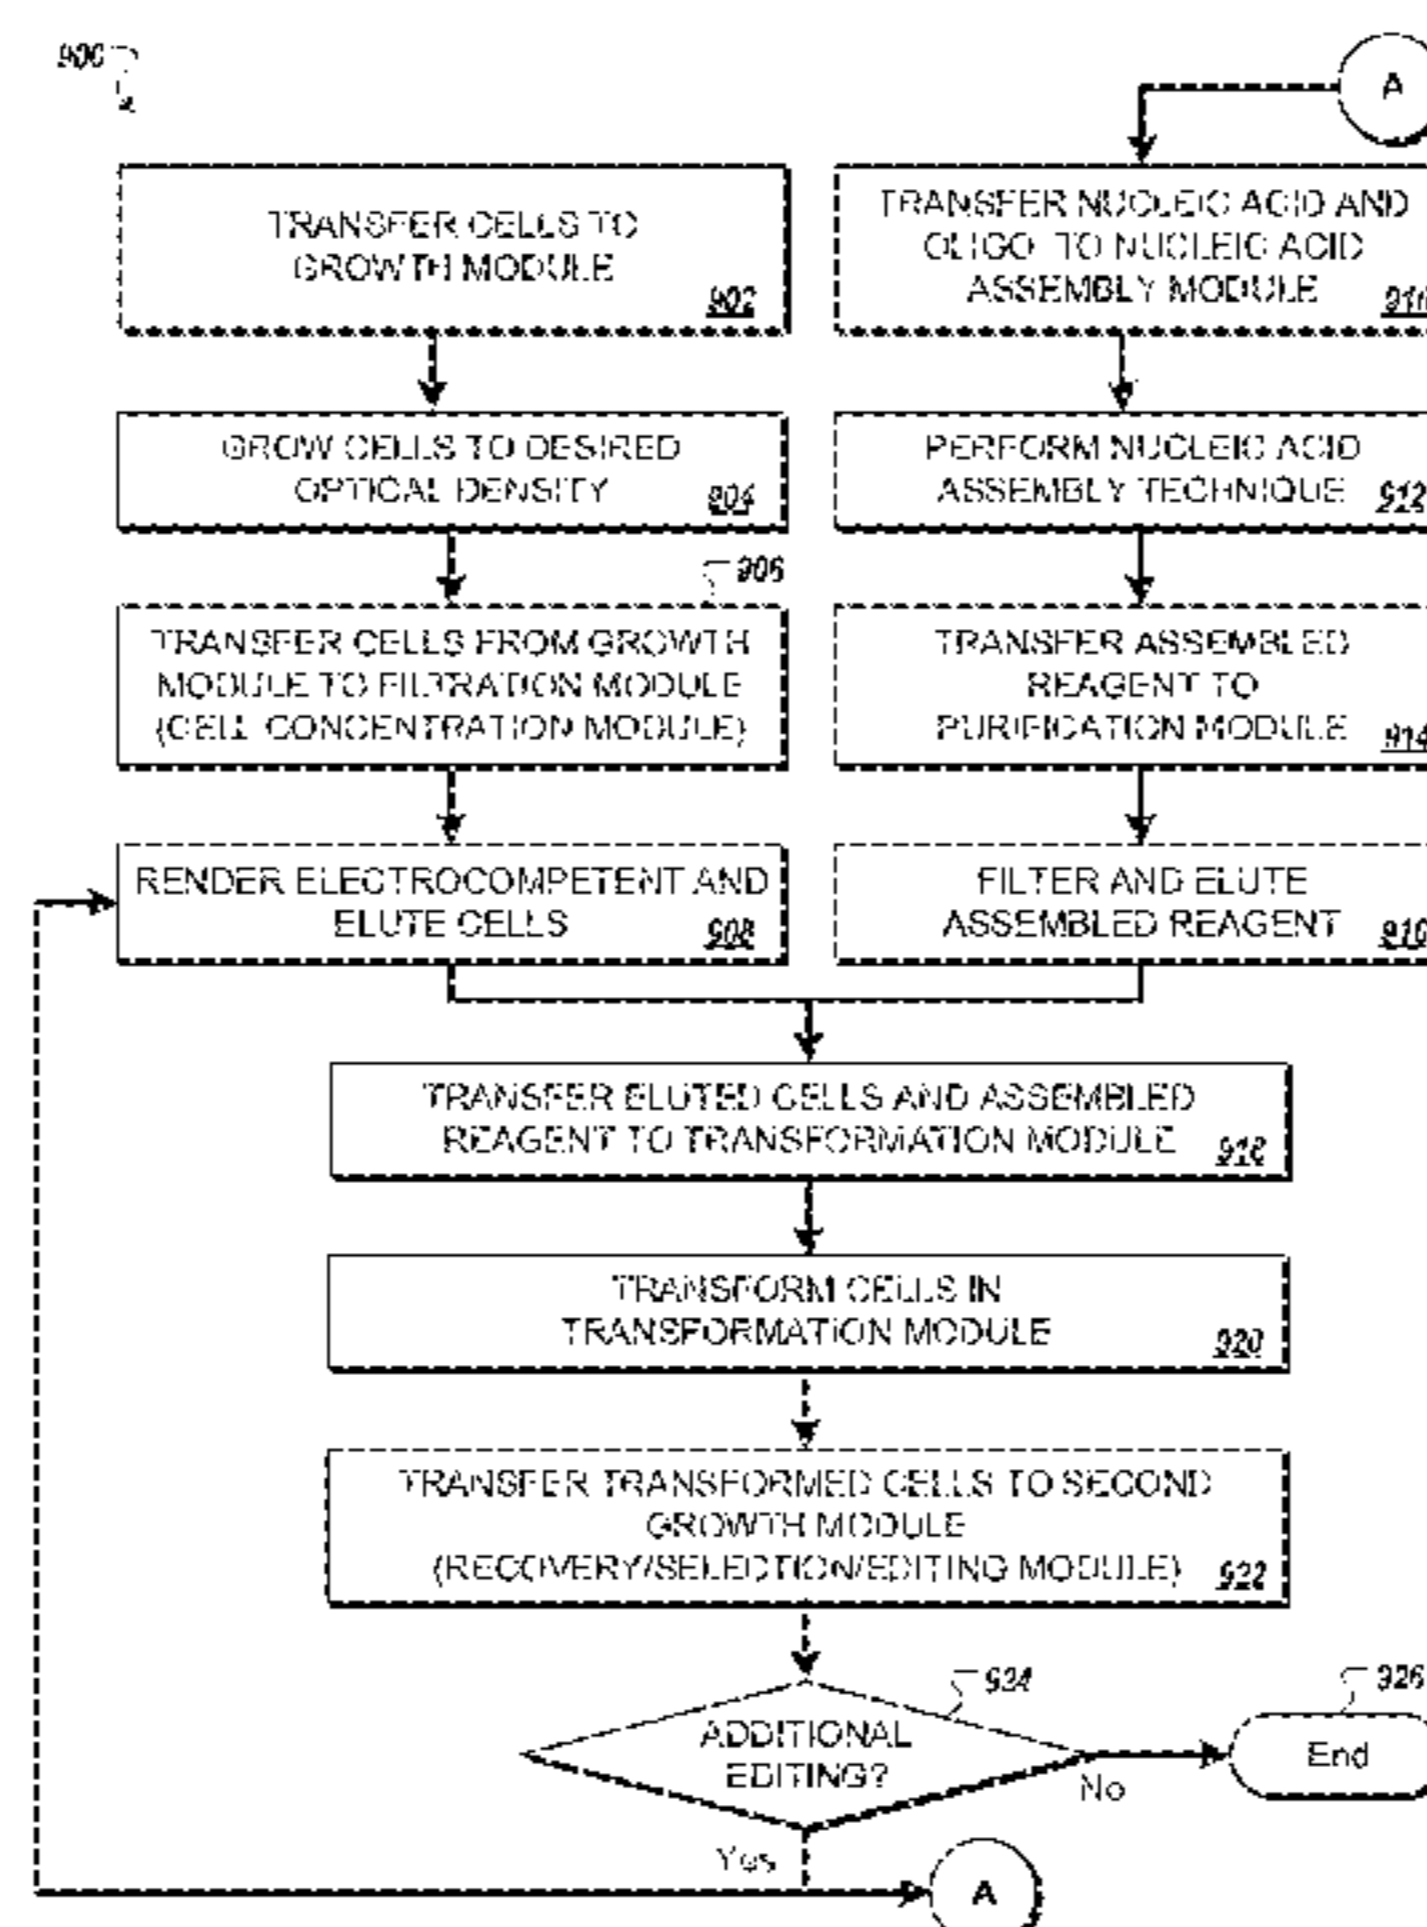 900
A
TRANSFER CELLS TO
GROWTH MODULE
902
GROW CELLS TO DESIRED
OPTICAL DENSITY
904
906
TRANSFER CELLS FROM GROWTH
MODULE TO FILTRATION MODULE
(CELL CONCENTRATION MODULE)
RENDER ELECTROCOMPETENT AND
ELUTE CELLS
908
TRANSFER NUCLEIC ACID AND
OLIGO TO NUCLEIC ACID
ASSEMBLY MODULE
PERFORM NUCLEIC ACID
ASSEMBLY TECHNIQUE
912
TRANSFER ASSEMBLED
REAGENT TO
PURIFICATION MODULE
914
FILTER AND ELUTE
ASSEMBLED REAGENT
TRANSFER ELUTED CELLS AND ASSEMBLED
REAGENT TO TRANSFORMATION MODULE
918
TRANSFORM CELLS IN
TRANSFORMATION MODULE
920
TRANSFER TRANSFORMED CELLS TO SECOND
GROWTH MODULE
(RECOVERY/SELECTION/EDITING MODULE)
922
924
ADDITIONAL
EDITING?
No
926
End
Yes
A